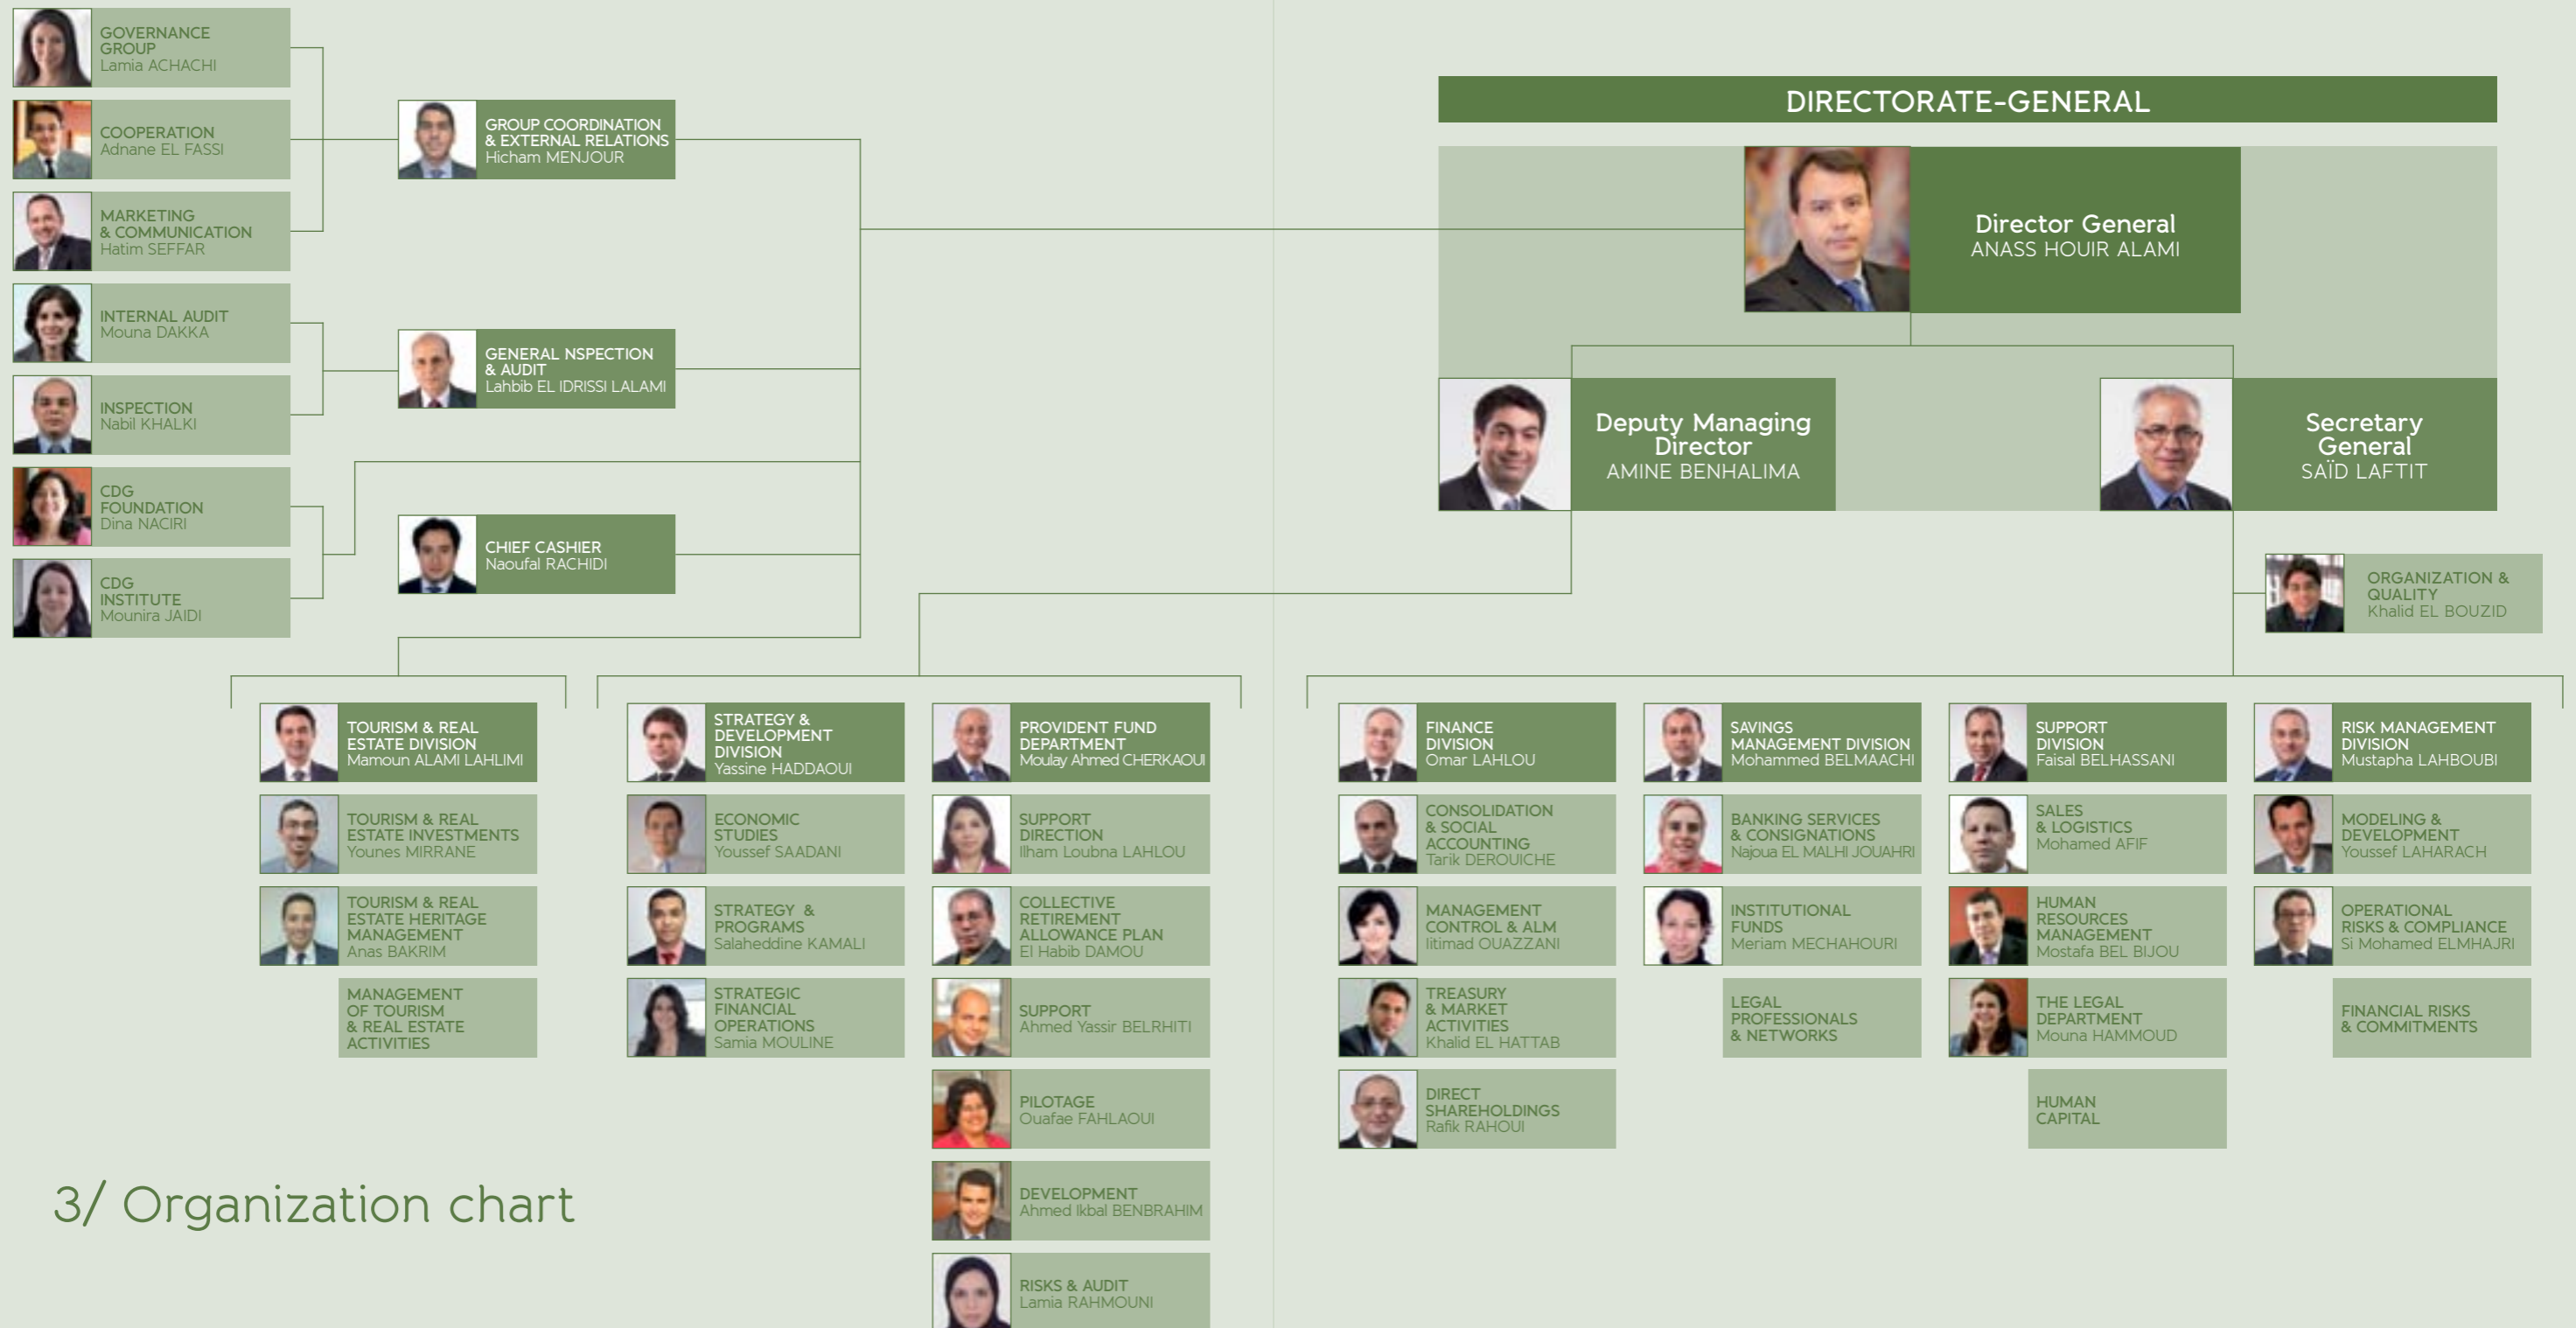 GOVERNANCE
GROUP
Lamia ACHACHI
COOPERATION
Adnane EL FASSI
MARKETING
& COMMUNICATION
Hatim SEFFAR
INTERNAL AUDIT
Mouna DAKKA
INSPECTION
Nabil KHALKI
CDG
FOUNDATION
Dina NACIRI
CDG
INSTITUTE
Mounira JAIDI
GROUP COORDINATION
& EXTERNAL RELATIONS
Hicham MENJOUR
GENERAL NSPECTION
& AUDIT
Lahbib EL IDRISSI LALAMI
CHIEF CASHIER
Naoufal RACHIDI
DIRECTORATE-GENERAL
Director General
ANASS HOUIR ALAMI
Deputy Managing
Director
AMINE BENHALIMA
Secretary
General
SAÏD LAFTIT
ORGANIZATION &
QUALITY
Khalid EL BOUZID
TOURISM & REAL
ESTATE DIVISION
Mamoun ALAMI LAHLIMI
TOURISM & REAL
ESTATE INVESTMENTS
Younes MIRRANE
TOURISM & REAL
ESTATE HERITAGE
MANAGEMENT
Anas BAKRIM
MANAGEMENT
OF TOURISM
& REAL ESTATE
ACTIVITIES
STRATEGY &
DEVELOPMENT
DIVISION
Yassine HADDAOUI
ECONOMIC
STUDIES
Youssef SAADANI
STRATEGY &
PROGRAMS
Salaheddine KAMALI
STRATEGIC
FINANCIAL
OPERATIONS
Samia MOULINE
PROVIDENT FUND
DEPARTMENT
Moulay Ahmed CHERKAOUI
SUPPORT
DIRECTION
Ilham Loubna LAHLOU
COLLECTIVE
RETIREMENT
ALLOWANCE PLAN
El Habib DAMOU
SUPPORT
Ahmed Yassir BELRHITI
PILOTAGE
Ouafae FAHLAOUI
DEVELOPMENT
Ahmed Ikbal BENBRAHIM
RISKS & AUDIT
Lamia RAHMOUNI
FINANCE
DIVISION
Omar LAHLOU
CONSOLIDATION
& SOCIAL
ACCOUNTING
Tarik DEROUICHE
MANAGEMENT
CONTROL & ALM
Iitimad OUAZZANI
TREASURY
& MARKET
ACTIVITIES
Khalid EL HATTAB
DIRECT
SHAREHOLDINGS
Rafik RAHOUI
SAVINGS
MANAGEMENT DIVISION
Mohammed BELMAACHI
BANKING SERVICES
& CONSIGNATIONS
Najoua EL MALHI JOUAHRI
INSTITUTIONAL
FUNDS
Meriam MECHAHOURI
LEGAL
PROFESSIONALS
& NETWORKS
SUPPORT
DIVISION
Faisal BELHASSANI
SALES
& LOGISTICS
Mohamed AFIF
HUMAN
RESOURCES
MANAGEMENT
Mostafa BEL BIJOU
THE LEGAL
DEPARTMENT
Mouna HAMMOUD
HUMAN
CAPITAL
RISK MANAGEMENT
DIVISION
Mustapha LAHBOUBI
MODELING &
DEVELOPMENT
Youssef LAHARACH
OPERATIONAL
RISKS & COMPLIANCE
Si Mohamed ELMHAJRI
FINANCIAL RISKS
& COMMITMENTS
3/ Organization chart